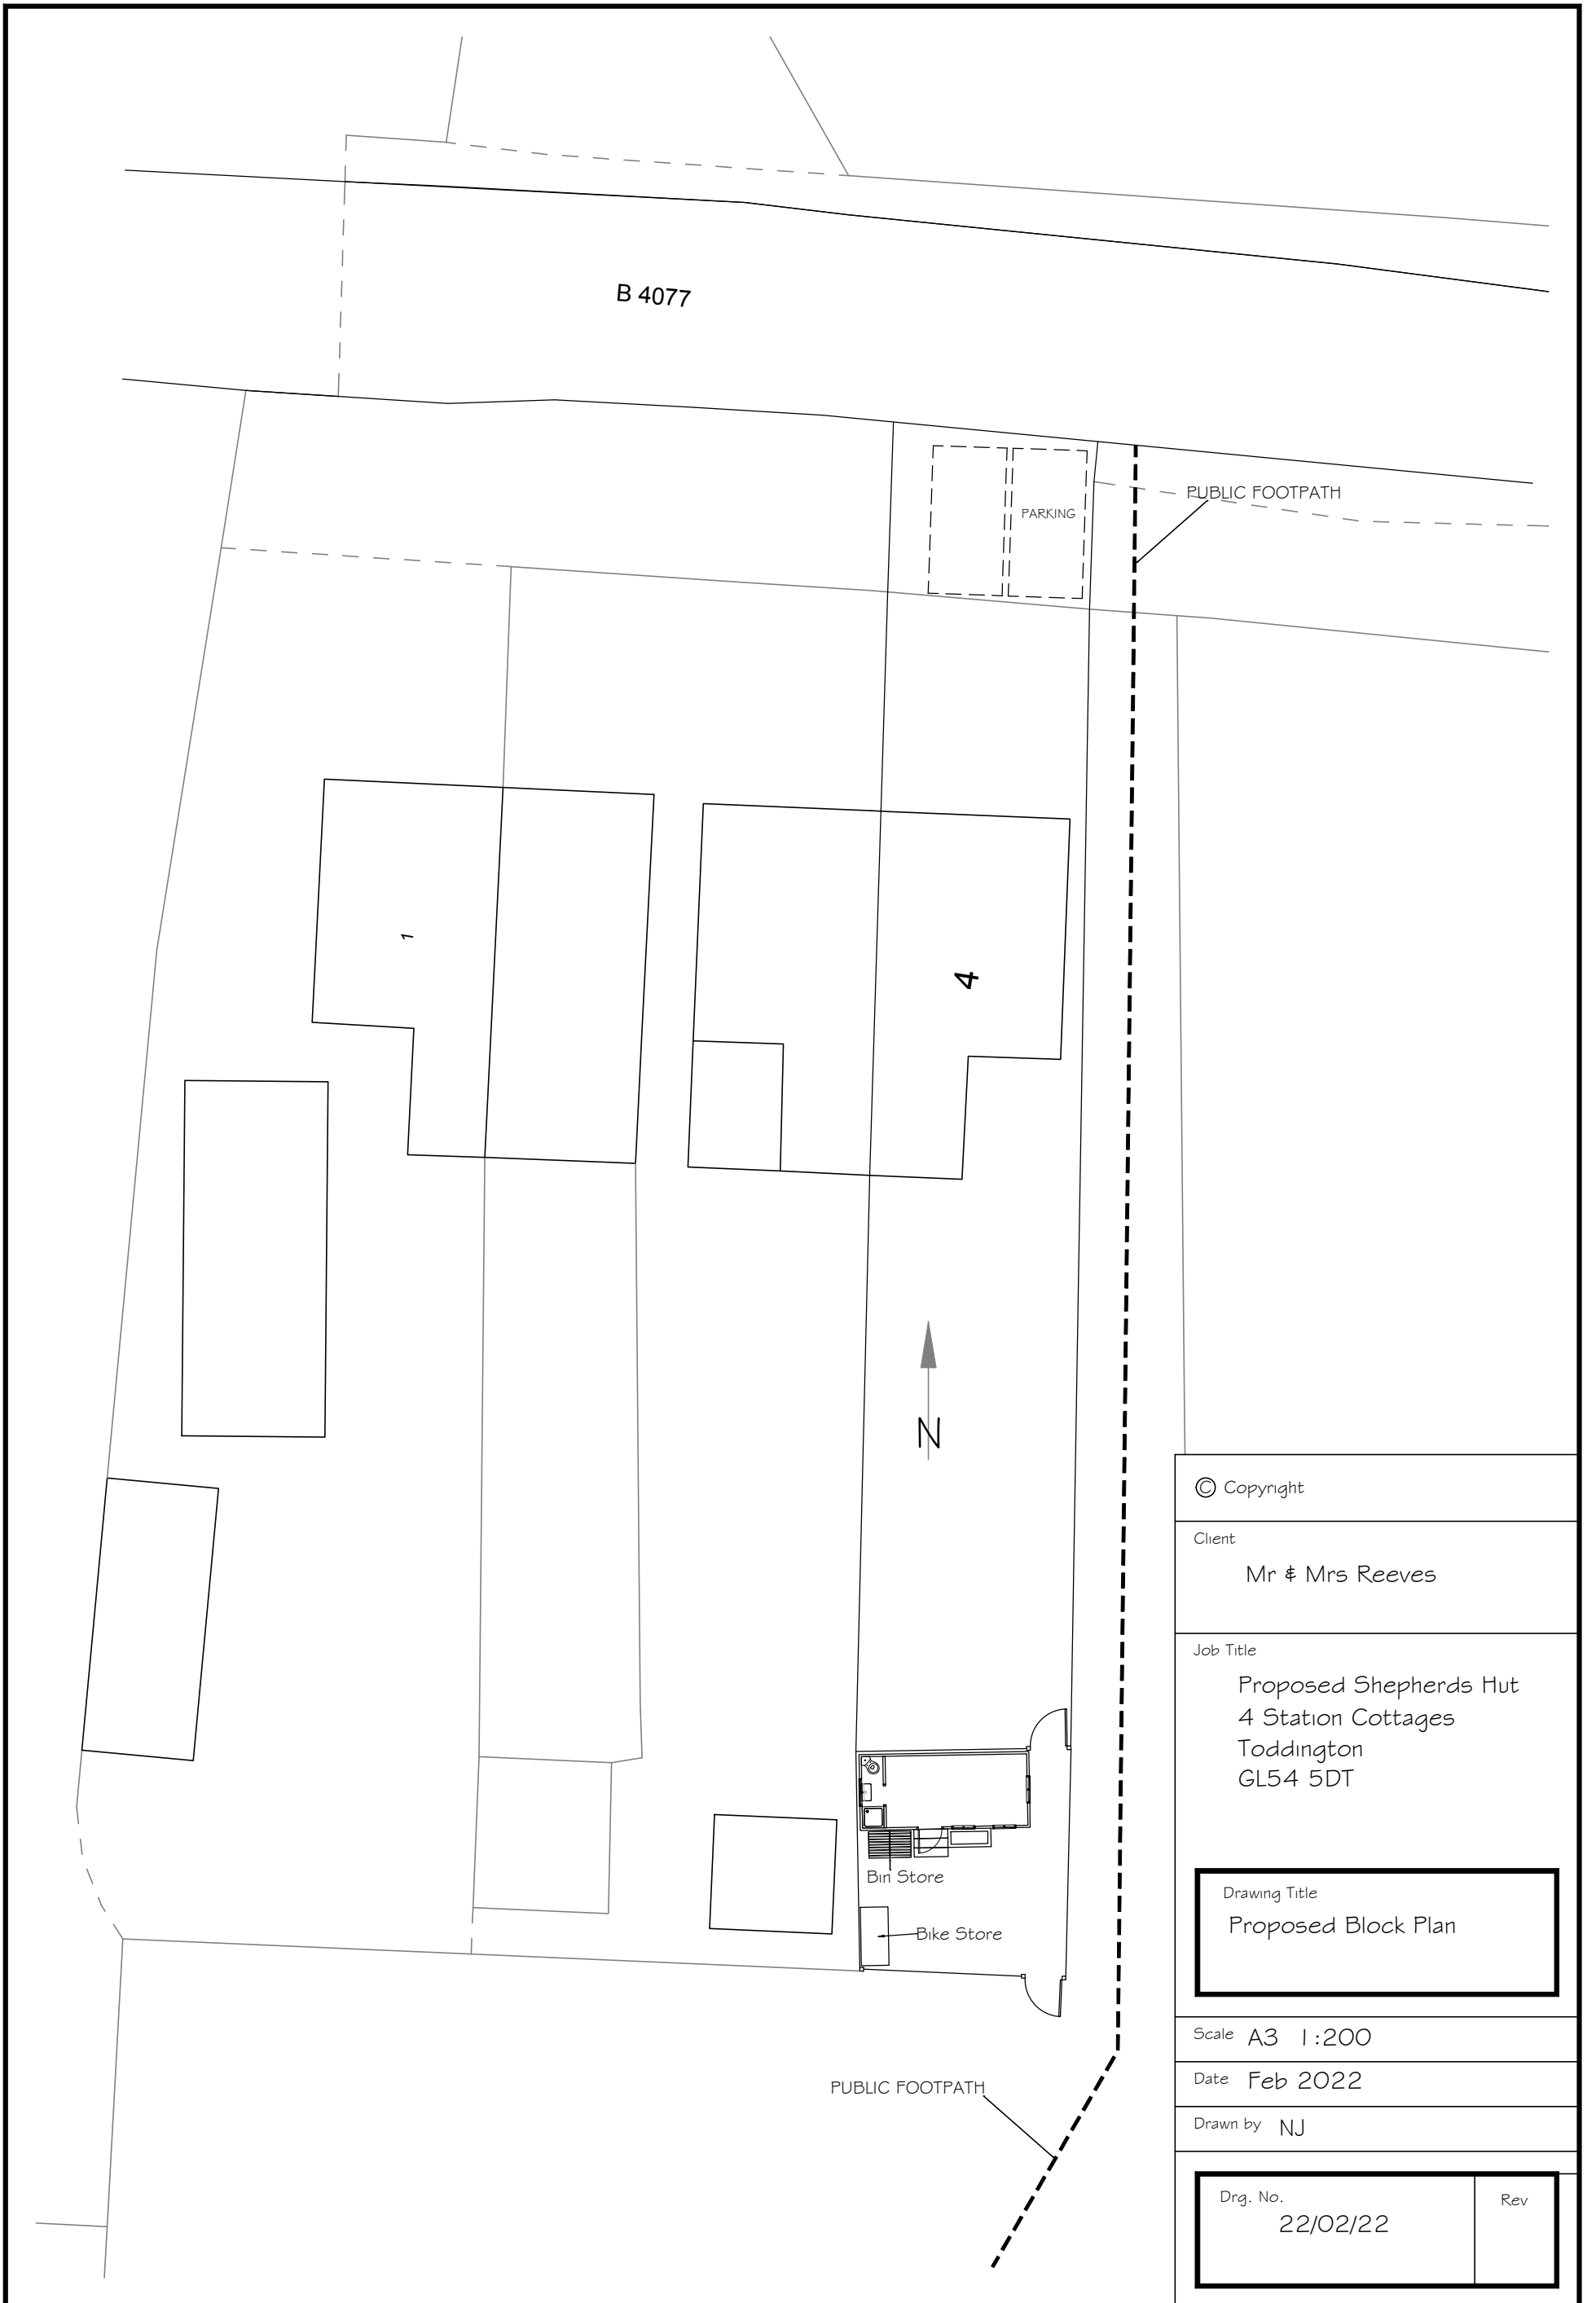 B 4077
PUBLIC FOOTPATH
PARKING
1
4
N
Bin Store
Bike Store
PUBLIC FOOTPATH
© Copyright
Client
Mr & Mrs Reeves
Job Title
Proposed Shepherds Hut
4 Station Cottages
Toddington
GL54 5DT
Drawing Title
Proposed Block Plan
Scale A3 1:200
Date Feb 2022
Drawn by NJ
Drg. No. Rev
22/02/22